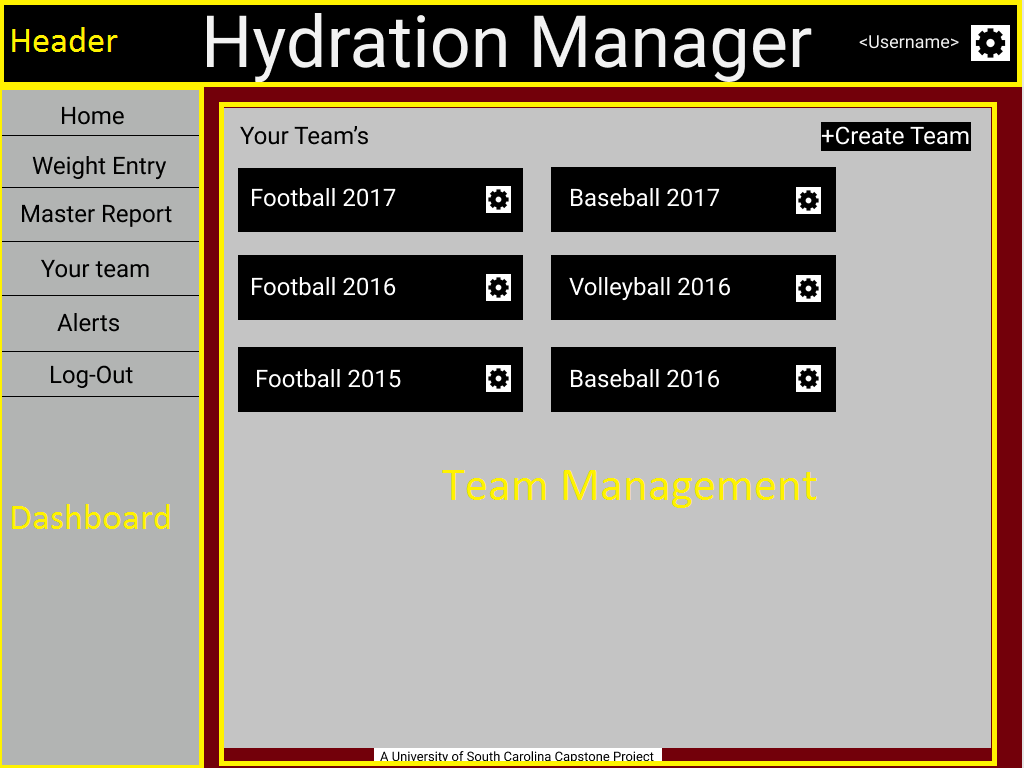 Header
Hydration Manager
<Username>
Home
Weight Entry
Master Report
Your team
Alerts
Log-Out
Dashboard
Your Team’s
+Create Team
Football 2017
Baseball 2017
Football 2016
Volleyball 2016
Football 2015
Baseball 2016
Team Management
A University of South Carolina Capstone Project